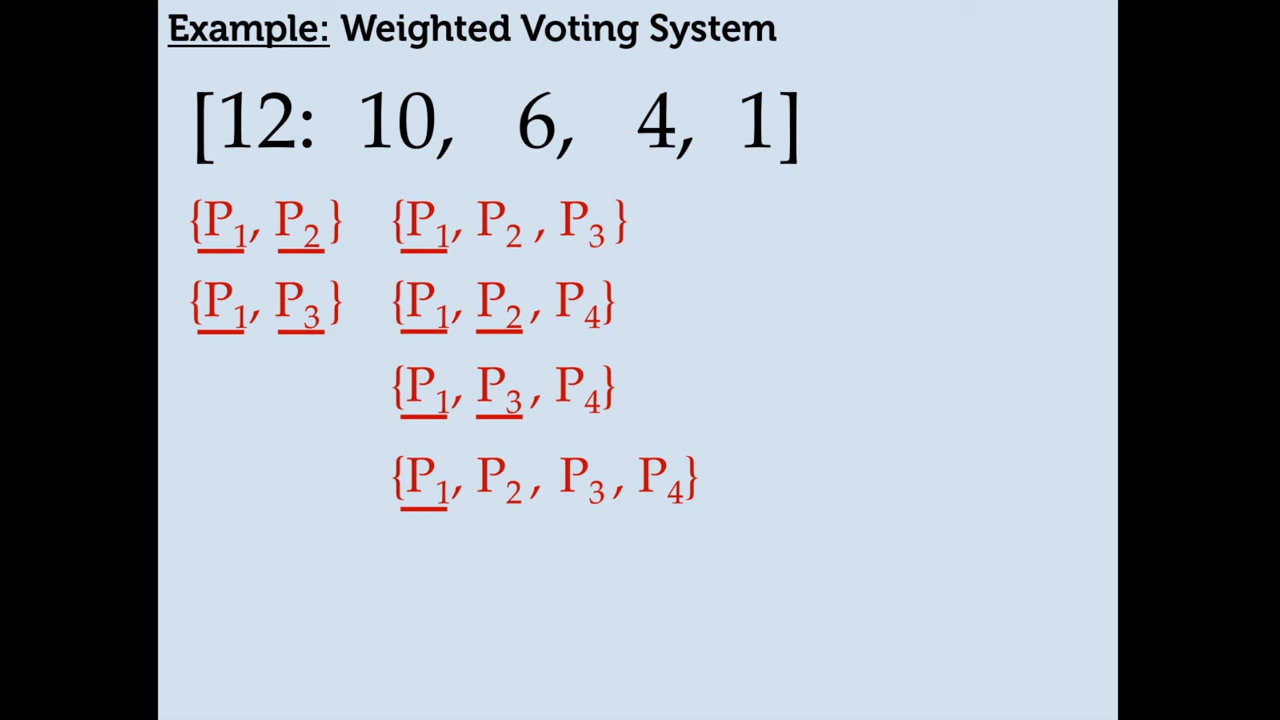 Example: Weighted Voting System
[12: 10, 6, 4, 1]
{P₁, P₂} {P₁, P₂, P₃}
{P₁, P₃} {P₁, P₂, P₄}
{P₁, P₃, P₄}
{P₁, P₂, P₃, P₄}